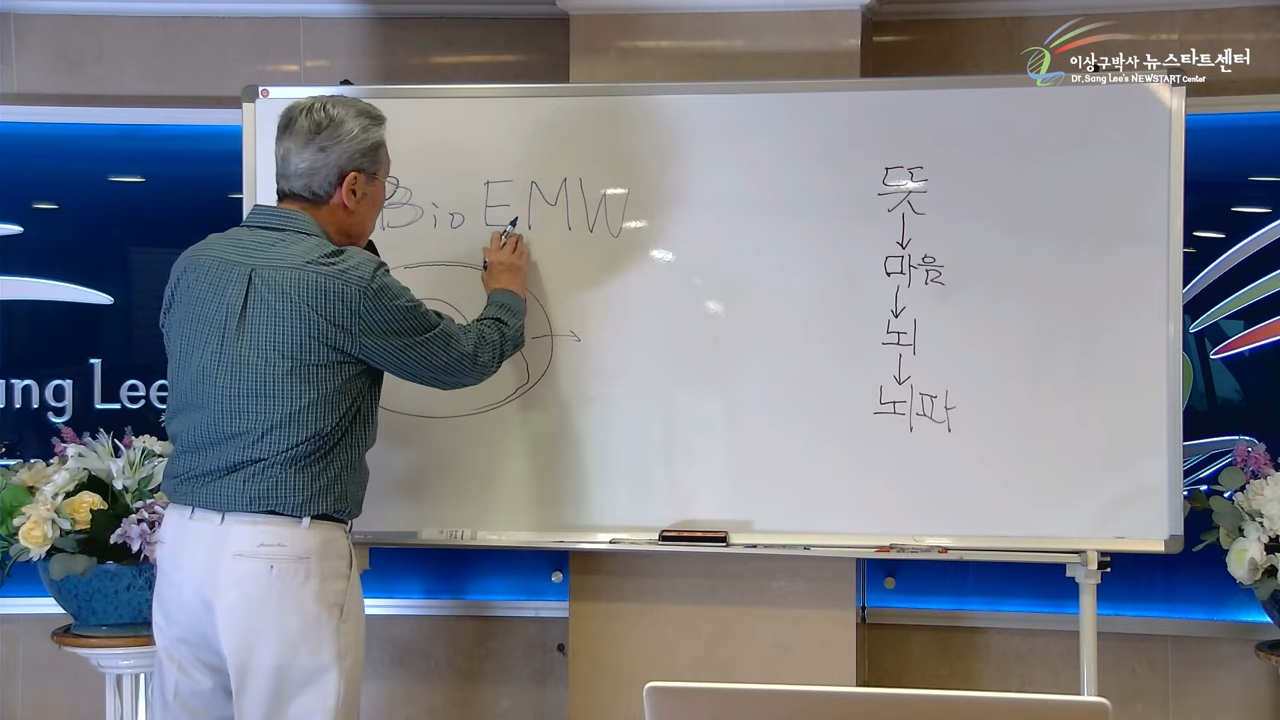 이상구박사 뉴스타트센터
Dr. Sang Lee's NEWSTART Center
Bio EMW
뜻
↓
마음
↓
뇌
↓
뇌파
ung Lee